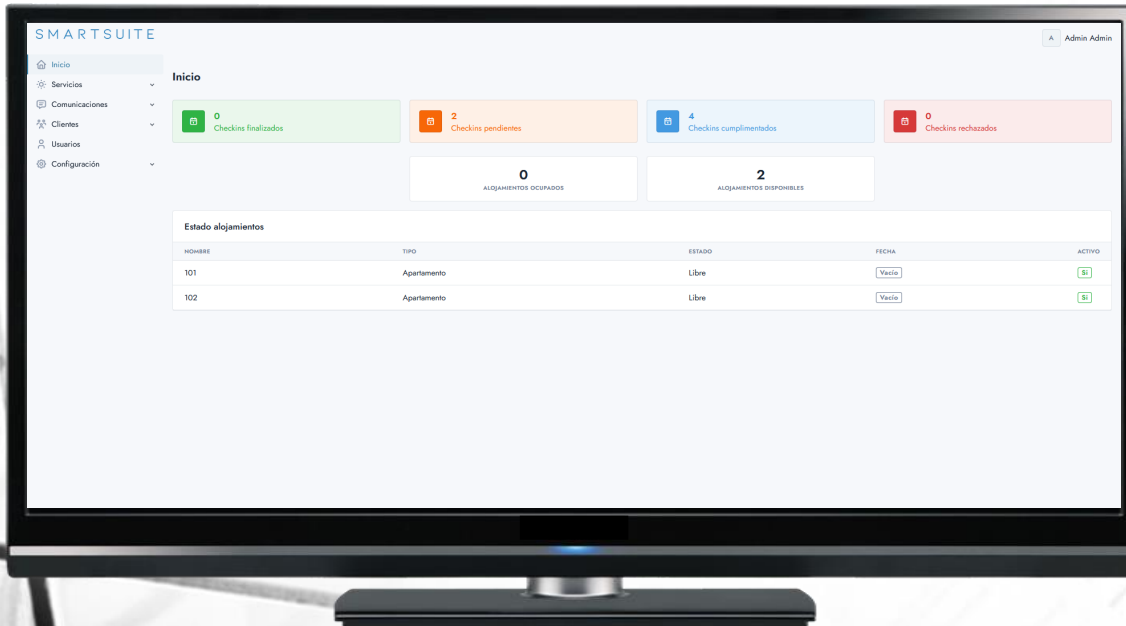 SMARTSUITE
A Admin Admin
Inicio
Servicios
Comunicaciones
Clientes
Usuarios
Configuración
Inicio
0
Checkins finalizados
2
Checkins pendientes
4
Checkins cumplimentados
0
Checkins rechazados
0
ALOJAMIENTOS OCUPADOS
2
ALOJAMIENTOS DISPONIBLES
Estado alojamientos
NOMBRE TIPO ESTADO FECHA ACTIVO
101 Apartamento Libre Vacío Sí
102 Apartamento Libre Vacío Sí